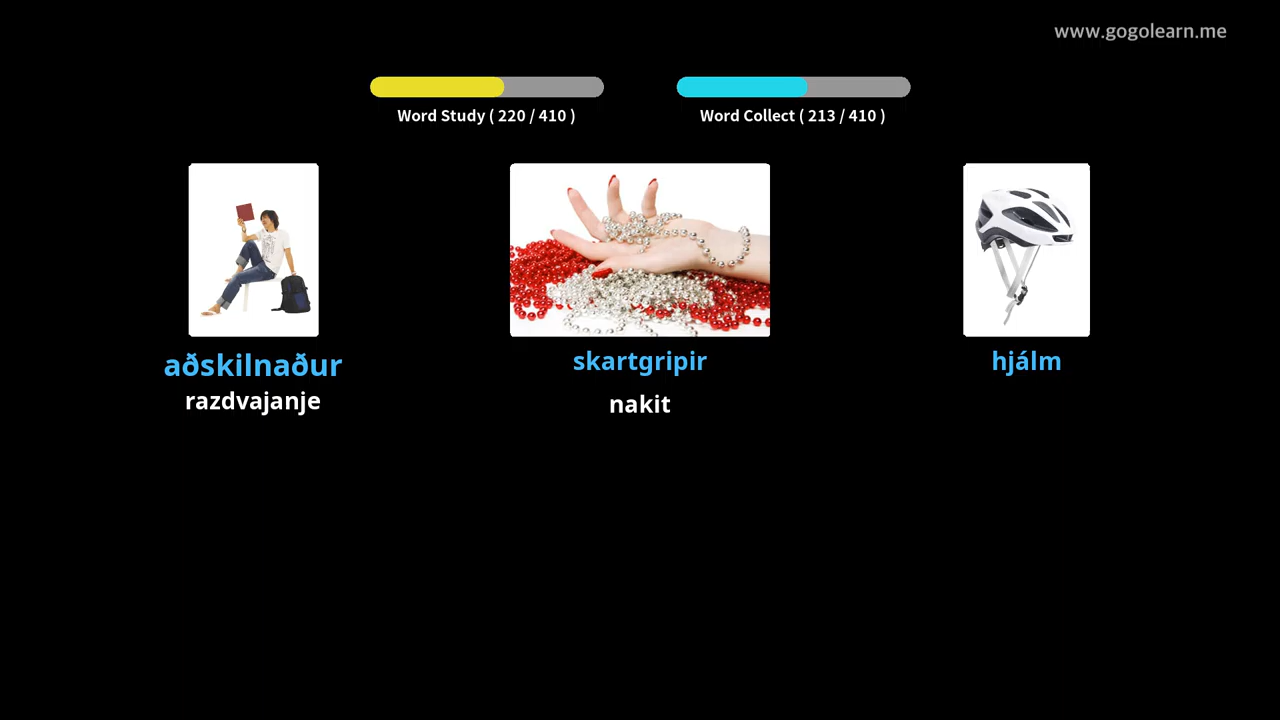 www.gogolearn.me
Word Study ( 220 / 410 )
Word Collect ( 213 / 410 )
aðskilnaður
razdvajanje
skartgripir
nakit
hjálm